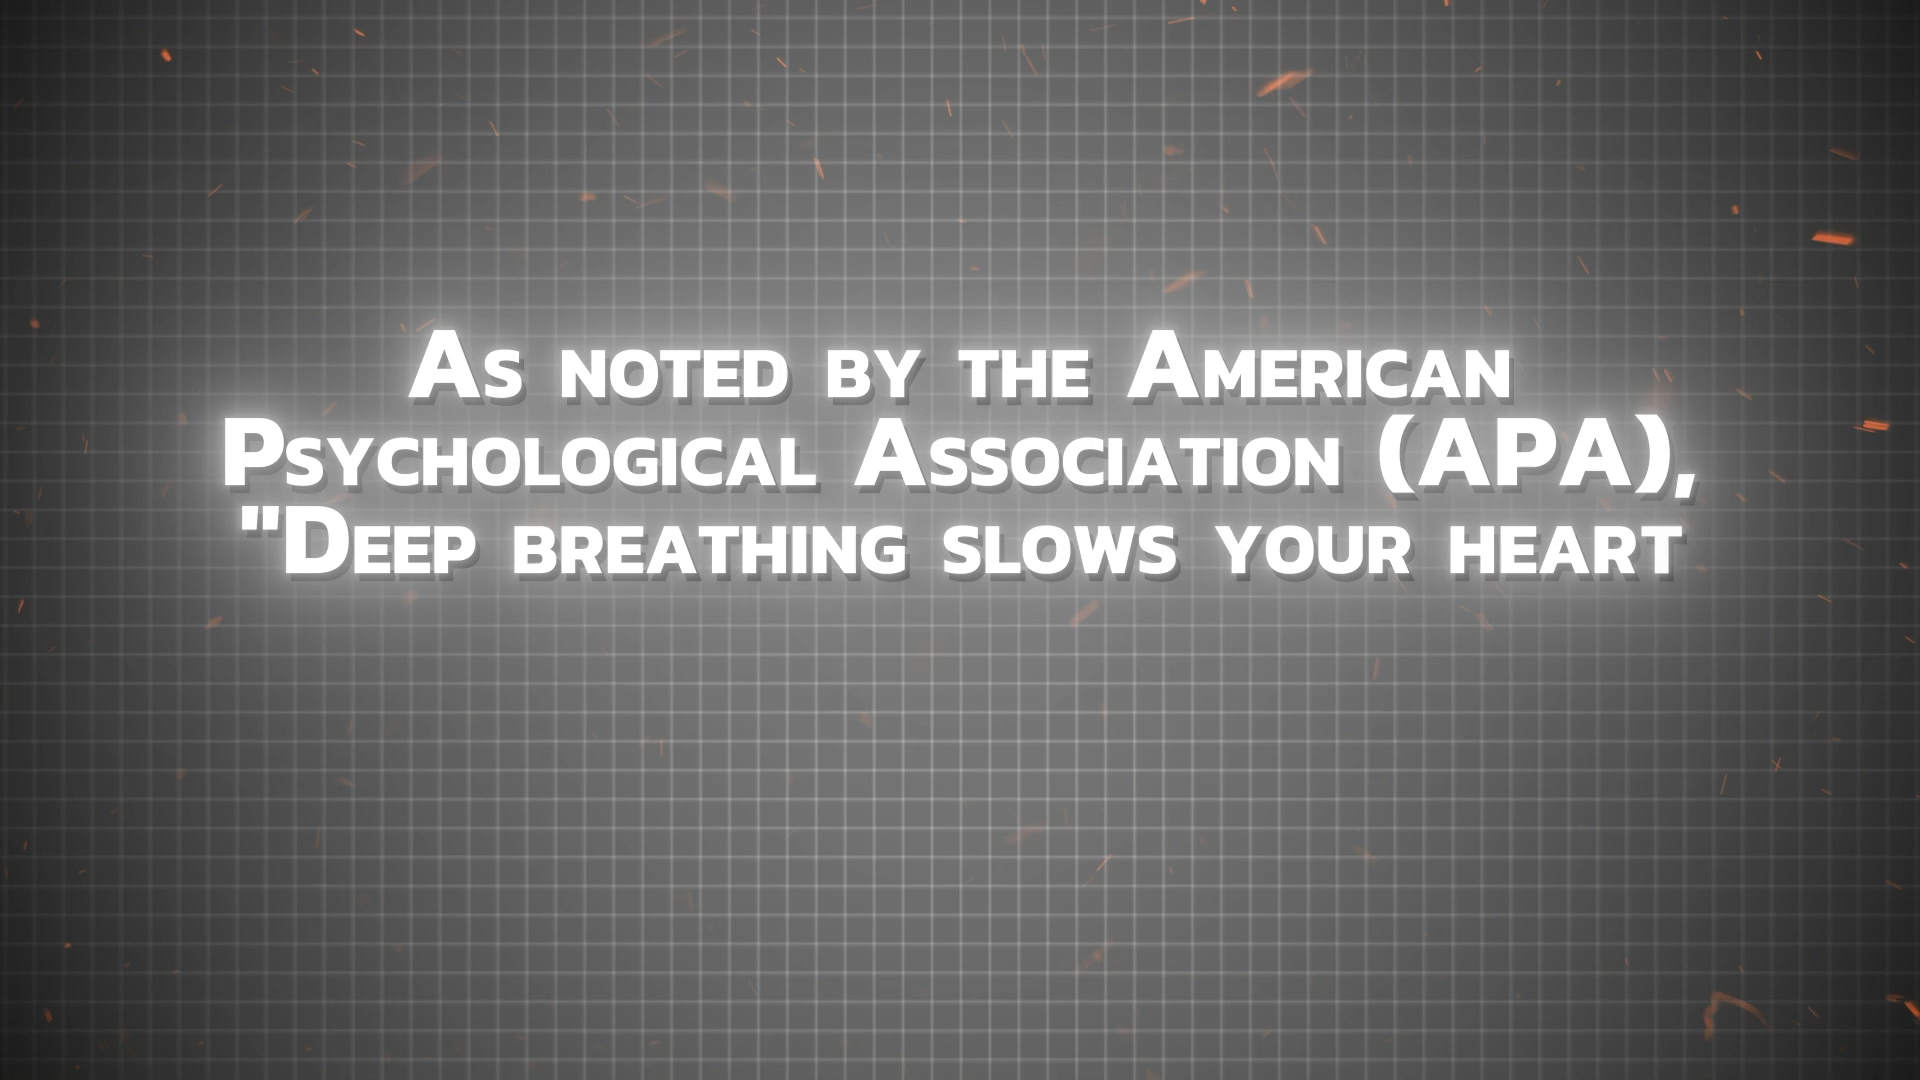 As noted by the American
Psychological Association (APA),
"Deep breathing slows your heart